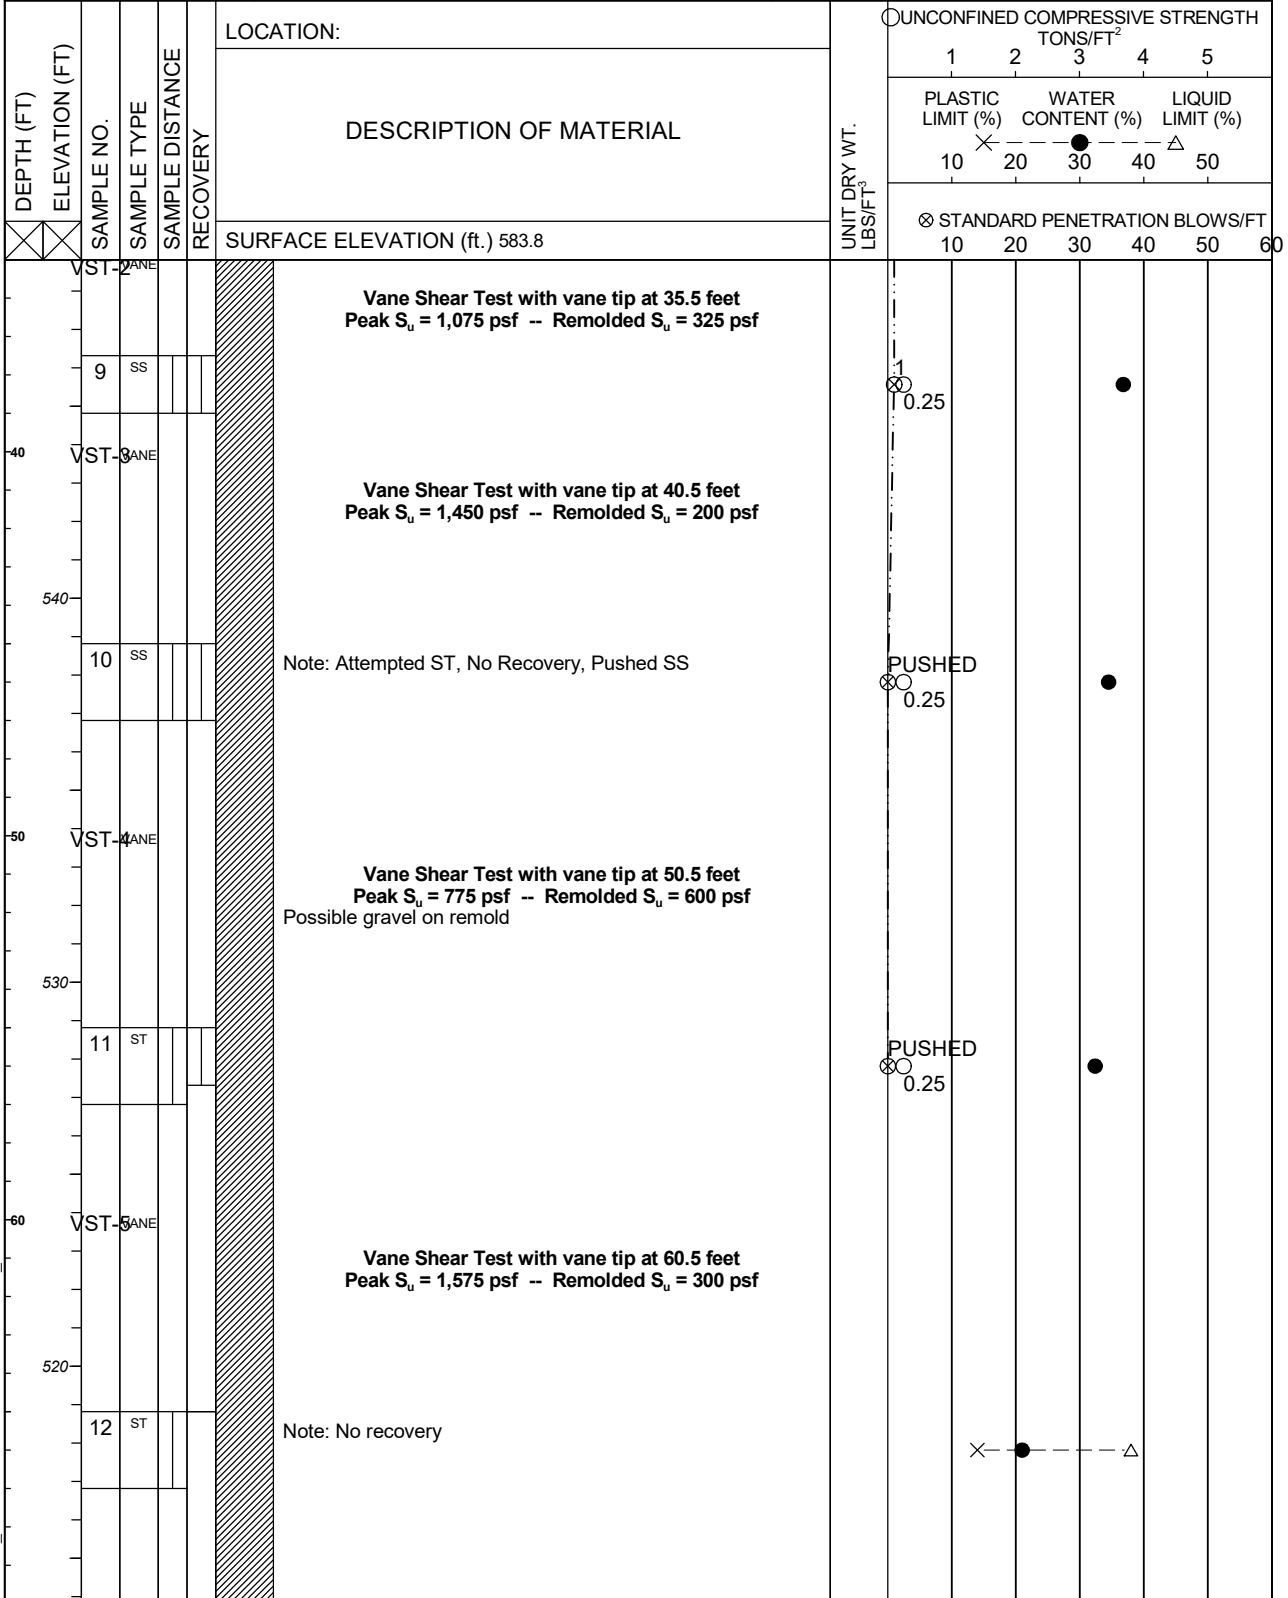 DEPTH (FT)
ELEVATION (FT)
SAMPLE NO.
SAMPLE TYPE
SAMPLE DISTANCE
RECOVERY
LOCATION:
DESCRIPTION OF MATERIAL
SURFACE ELEVATION (ft.) 583.8
UNIT DRY WT.
LBS/FT³
UNCONFINED COMPRESSIVE STRENGTH
TONS/FT²
1 2 3 4 5
PLASTIC WATER LIQUID
LIMIT (%) CONTENT (%) LIMIT (%)
10 20 30 40 50
STANDARD PENETRATION BLOWS/FT
10 20 30 40 50 60
VST-2 VANE
Vane Shear Test with vane tip at 35.5 feet
Peak Su = 1,075 psf -- Remolded Su = 325 psf
9 SS
1
0.25
40
VST-3 VANE
Vane Shear Test with vane tip at 40.5 feet
Peak Su = 1,450 psf -- Remolded Su = 200 psf
540
10 SS
Note: Attempted ST, No Recovery, Pushed SS
PUSHED
0.25
50
VST-4 VANE
Vane Shear Test with vane tip at 50.5 feet
Peak Su = 775 psf -- Remolded Su = 600 psf
Possible gravel on remold
530
11 ST
PUSHED
0.25
60
VST-5 VANE
Vane Shear Test with vane tip at 60.5 feet
Peak Su = 1,575 psf -- Remolded Su = 300 psf
520
12 ST
Note: No recovery